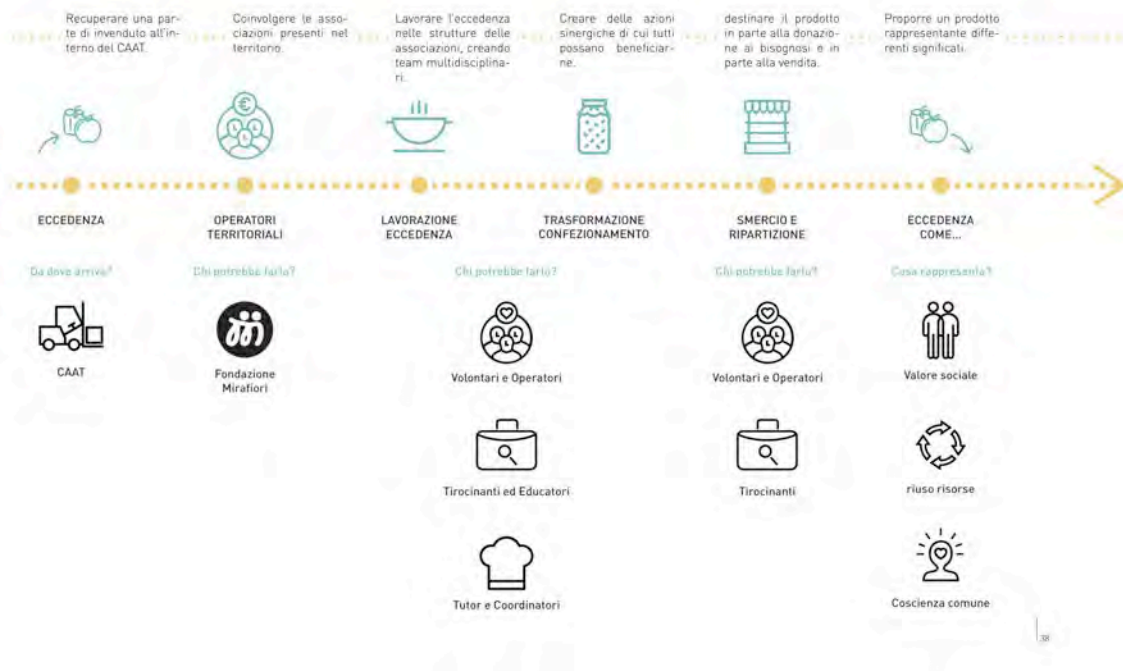 Recuperare una par-
te di invenduto all'in-
terno del CAAT.
Coinvolgere le asso-
ciazioni presenti nel
territorio.
Lavorare l'eccedenza
nelle strutture delle
associazioni, creando
team multidisciplina-
ri.
Creare delle azioni
sinergiche di cui tutti
possano beneficiar-
ne.
destinare il prodotto
in parte alla donazio-
ne ai bisognosi e in
parte alla vendita.
Proporre un prodotto
rappresentante diffe-
renti significati.
ECCEDENZA
OPERATORI
TERRITORIALI
LAVORAZIONE
ECCEDENZA
TRASFORMAZIONE
CONFEZIONAMENTO
SMERCIO E
RIPARTIZIONE
ECCEDENZA
COME...
Da dove arriva?
Chi potrebbe farlo?
Chi potrebbe farlo?
Chi potrebbe farlo?
Cosa rappresenta?
CAAT
Fondazione
Mirafiori
Volontari e Operatori
Tirocinanti ed Educatori
Tutor e Coordinatori
Volontari e Operatori
Tirocinanti
Valore sociale
riuso risorse
Coscienza comune
38